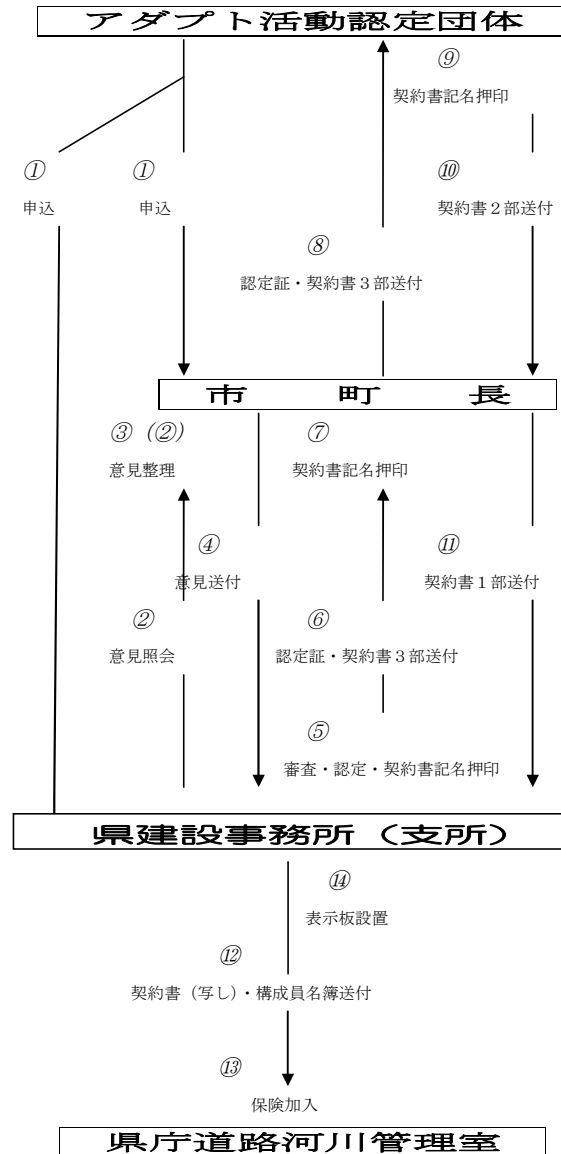 アダプト活動認定団体
⑨
契約書記名押印
① ① ⑩
申込 申込 契約書２部送付
⑧
認定証・契約書３部送付
市 町 長
③（②） ⑦
意見整理 契約書記名押印
④ ⑪
意見送付 契約書１部送付
② ⑥
意見照会 認定証・契約書３部送付
⑤
審査・認定・契約書記名押印
県建設事務所（支所）
⑭
表示板設置
⑫
契約書（写し）・構成員名簿送付
⑬
保険加入
県庁道路河川管理室